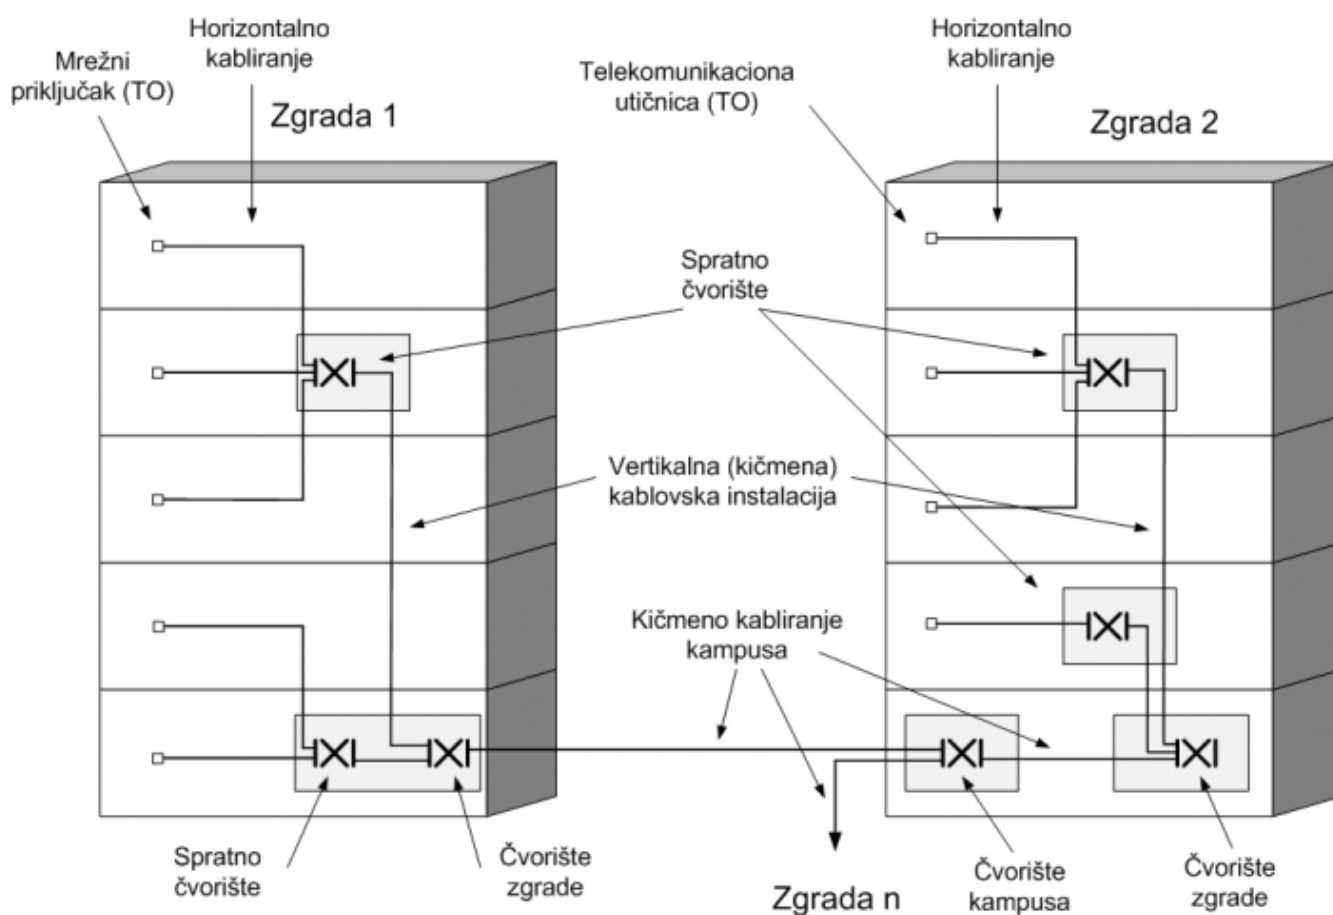 Horizontalno
kabliranje
Mrežni
priključak (TO)
Zgrada 1
Telekomunikaciona
utičnica (TO)
Horizontalno
kabliranje
Zgrada 2
Spratno
čvorište
Vertikalna (kičmena)
kablovska instalacija
Kičmeno kabliranje
kampusa
Spratno
čvorište
Čvorište
zgrade
Zgrada n
Čvorište
kampusa
Čvorište
zgrade